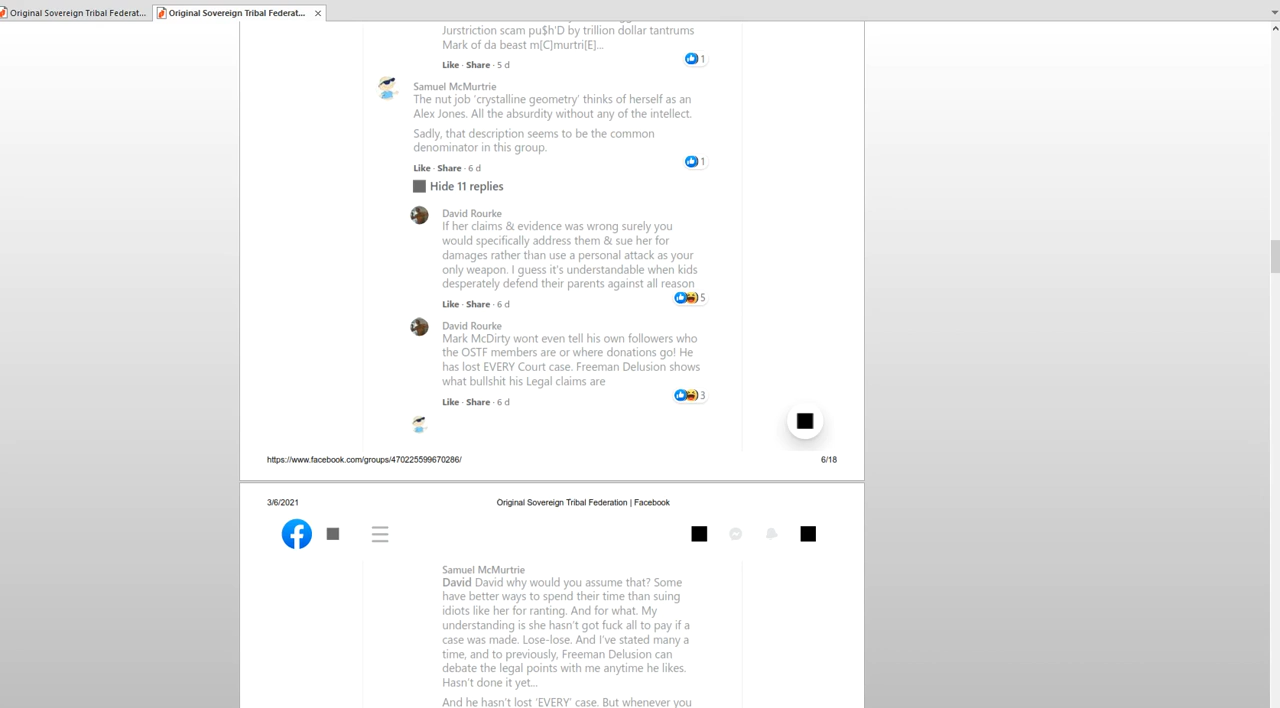 Original Sovereign Tribal Federat...
Original Sovereign Tribal Federat...
Jurstriction scam pu$h'D by trillion dollar tantrums
Mark of da beast m[C]murtri[E]...
1
Like · Share · 5 d
Samuel McMurtrie
The nut job 'crystalline geometry' thinks of herself as an
Alex Jones. All the absurdity without any of the intellect.
Sadly, that description seems to be the common
denominator in this group.
1
Like · Share · 6 d
Hide 11 replies
David Rourke
If her claims & evidence was wrong surely you
would specifically address them & sue her for
damages rather than use a personal attack as your
only weapon. I guess it's understandable when kids
desperately defend their parents against all reason
5
Like · Share · 6 d
David Rourke
Mark McDirty wont even tell his own followers who
the OSTF members are or where donations go! He
has lost EVERY Court case. Freeman Delusion shows
what bullshit his Legal claims are
3
Like · Share · 6 d
https://www.facebook.com/groups/470225599670286/
6/18
3/6/2021
Original Sovereign Tribal Federation | Facebook
Samuel McMurtrie
David David why would you assume that? Some
have better ways to spend their time than suing
idiots like her for ranting. And for what. My
understanding is she hasn't got fuck all to pay if a
case was made. Lose-lose. And I've stated many a
time, and to previously, Freeman Delusion can
debate the legal points with me anytime he likes.
Hasn't done it yet...
And he hasn't lost 'EVERY' case. But whenever you